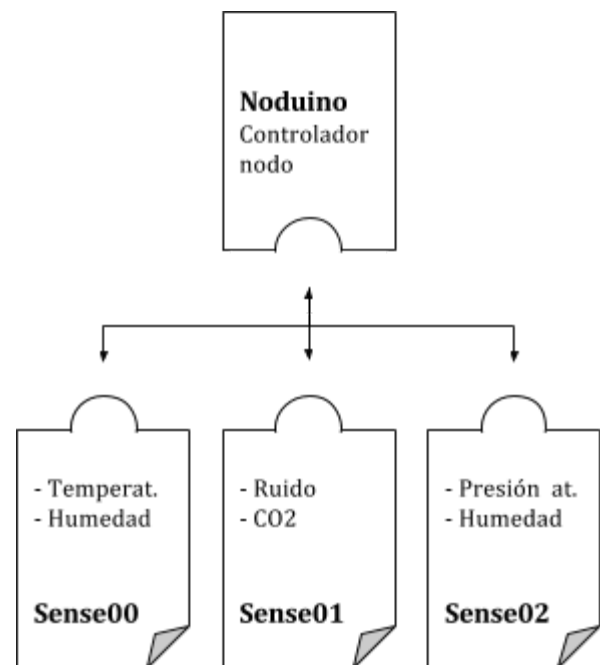 Noduino
Controlador
nodo
- Temperat.
- Humedad
Sense00
- Ruido
- CO2
Sense01
- Presión at.
- Humedad
Sense02